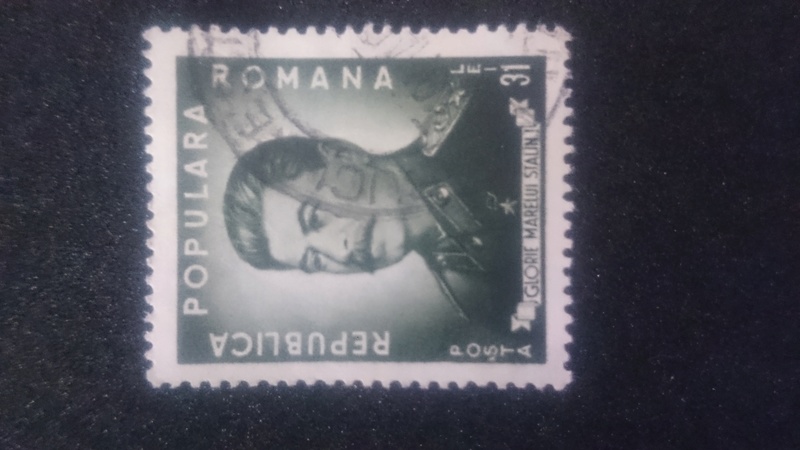 REPUBLICA
POPULARA
ROMANA
LEI 31
GLORIE MARELUI STALIN!
POSTA